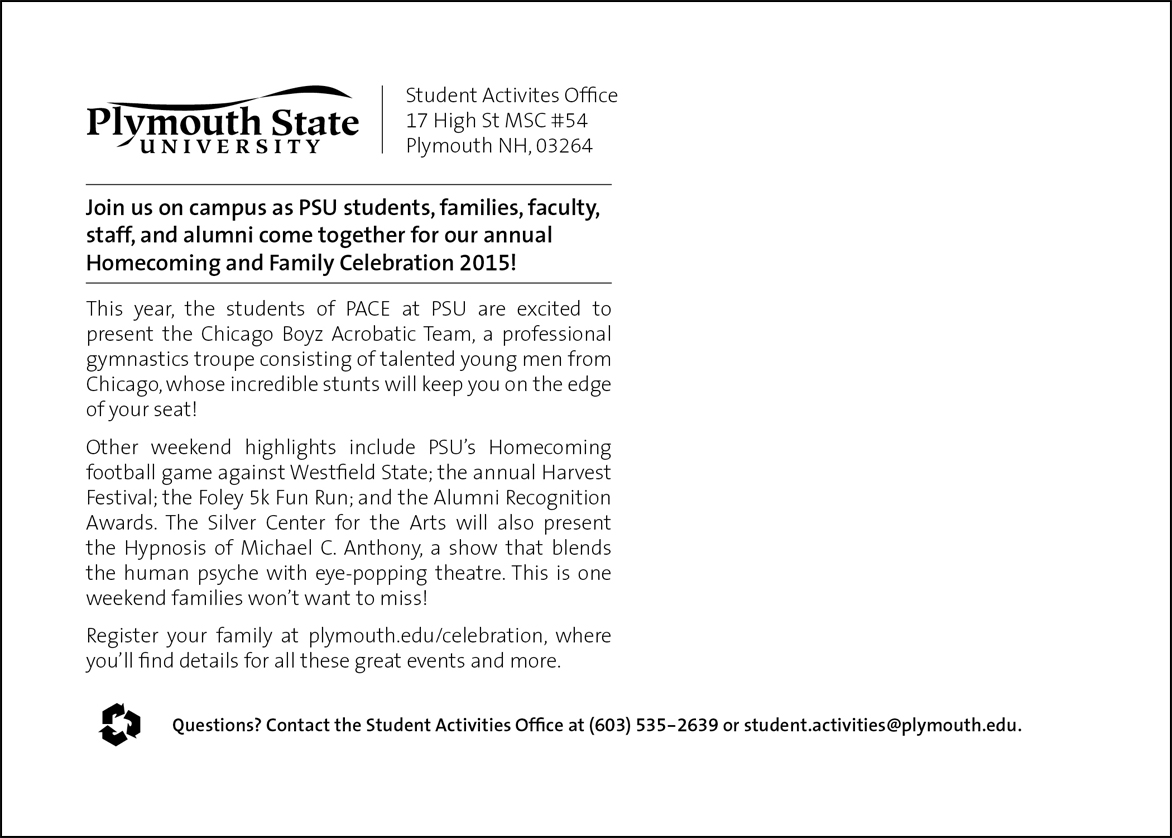 Plymouth State
UNIVERSITY
Student Activites Office
17 High St MSC #54
Plymouth NH, 03264
Join us on campus as PSU students, families, faculty,
staff, and alumni come together for our annual
Homecoming and Family Celebration 2015!
This year, the students of PACE at PSU are excited to
present the Chicago Boyz Acrobatic Team, a professional
gymnastics troupe consisting of talented young men from
Chicago, whose incredible stunts will keep you on the edge
of your seat!
Other weekend highlights include PSU’s Homecoming
football game against Westfield State; the annual Harvest
Festival; the Foley 5k Fun Run; and the Alumni Recognition
Awards. The Silver Center for the Arts will also present
the Hypnosis of Michael C. Anthony, a show that blends
the human psyche with eye-popping theatre. This is one
weekend families won’t want to miss!
Register your family at plymouth.edu/celebration, where
you’ll find details for all these great events and more.
Questions? Contact the Student Activities Office at (603) 535–2639 or student.activities@plymouth.edu.